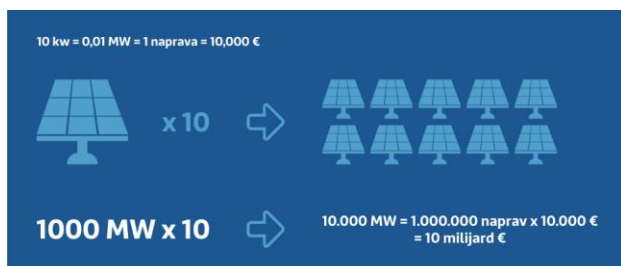 10 kw = 0,01 MW = 1 naprava = 10,000 €
x 10
1000 MW x 10
10.000 MW = 1.000.000 naprav x 10.000 €
= 10 milijard €